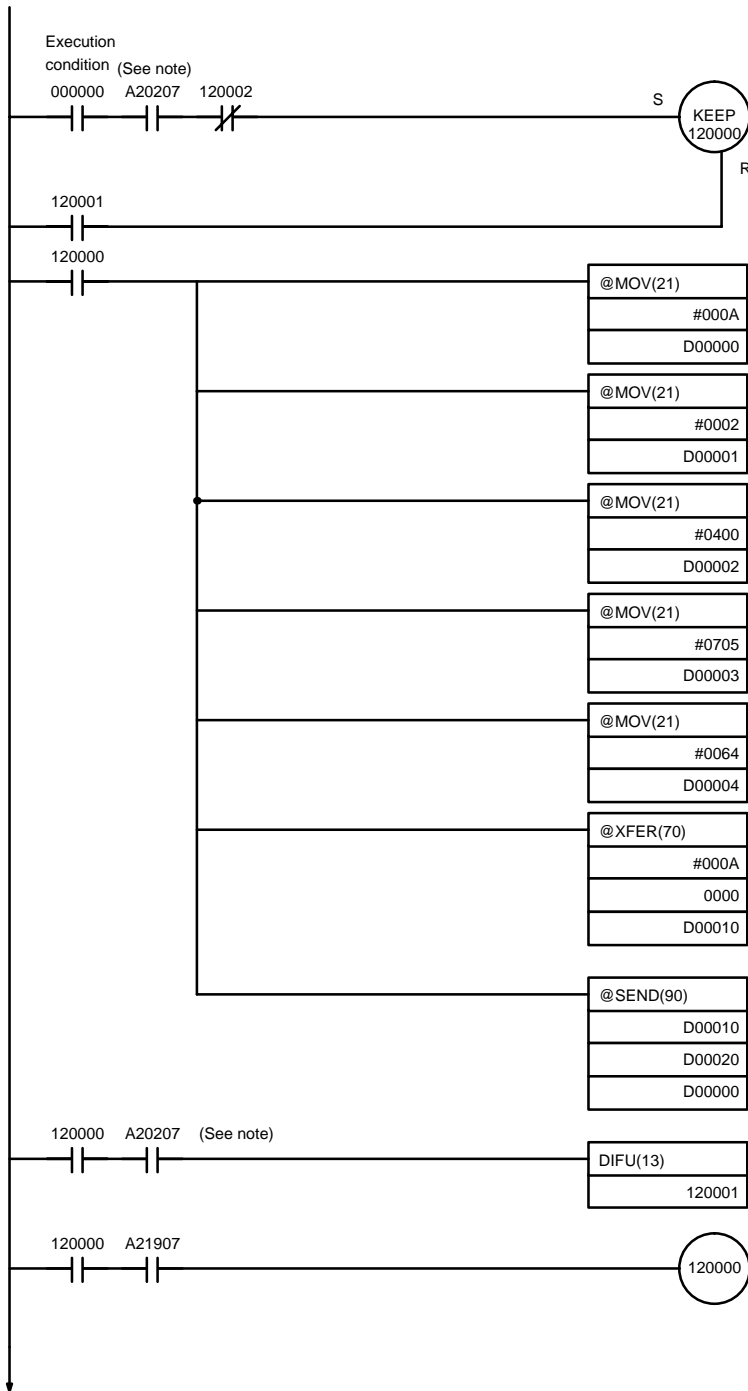 Execution
condition (See note)
000000 A20207 120002
S
KEEP
120000
R
120001
120000
@MOV(21)
#000A
D00000
@MOV(21)
#0002
D00001
@MOV(21)
#0400
D00002
@MOV(21)
#0705
D00003
@MOV(21)
#0064
D00004
@XFER(70)
#000A
0000
D00010
@SEND(90)
D00010
D00020
D00000
120000 A20207 (See note)
DIFU(13)
120001
120000 A21907
120000